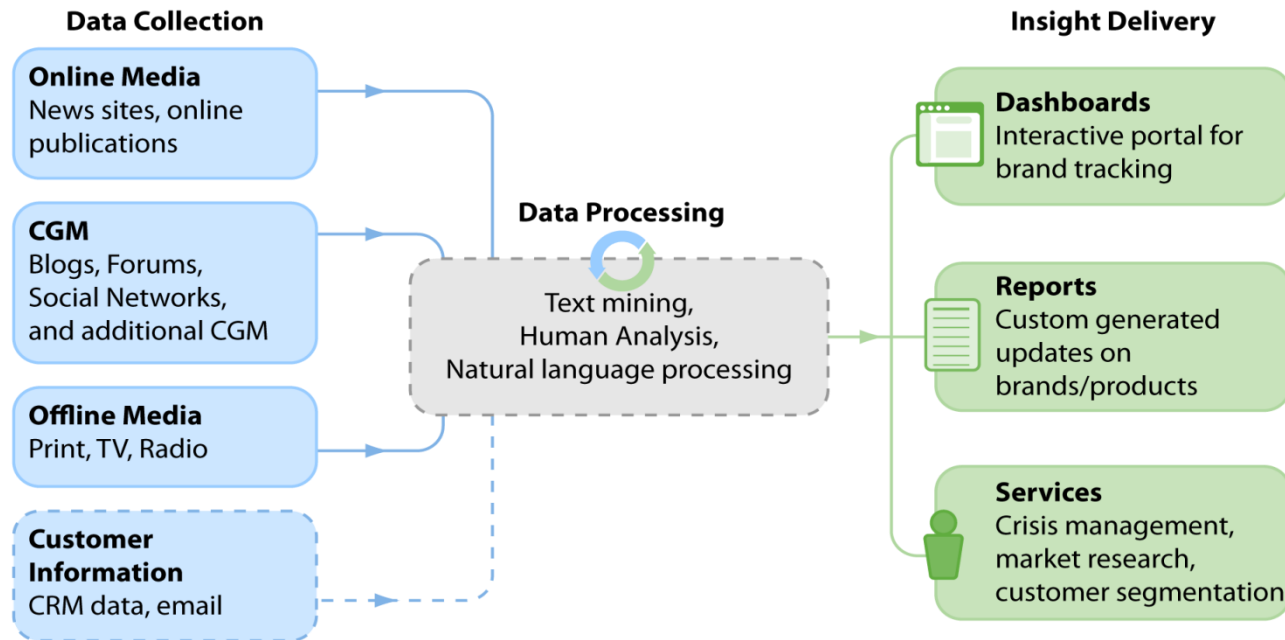 Data Collection
Online Media
News sites, online
publications
CGM
Blogs, Forums,
Social Networks,
and additional CGM
Offline Media
Print, TV, Radio
Customer
Information
CRM data, email
Data Processing
Text mining,
Human Analysis,
Natural language processing
Insight Delivery
Dashboards
Interactive portal for
brand tracking
Reports
Custom generated
updates on
brands/products
Services
Crisis management,
market research,
customer segmentation